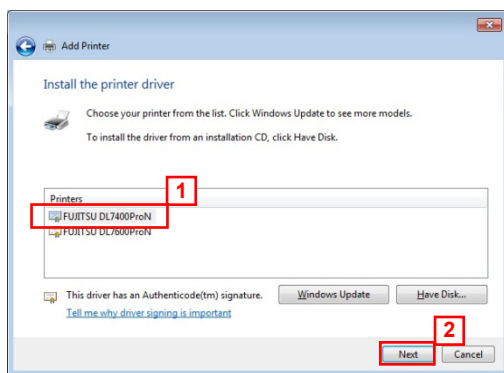 Add Printer
Install the printer driver
Choose your printer from the list. Click Windows Update to see more models.
To install the driver from an installation CD, click Have Disk.
1
Printers
FUJITSU DL7400ProN
FUJITSU DL7600ProN
This driver has an Authenticode(tm) signature.
Windows Update
Have Disk...
Tell me why driver signing is important
2
Next
Cancel